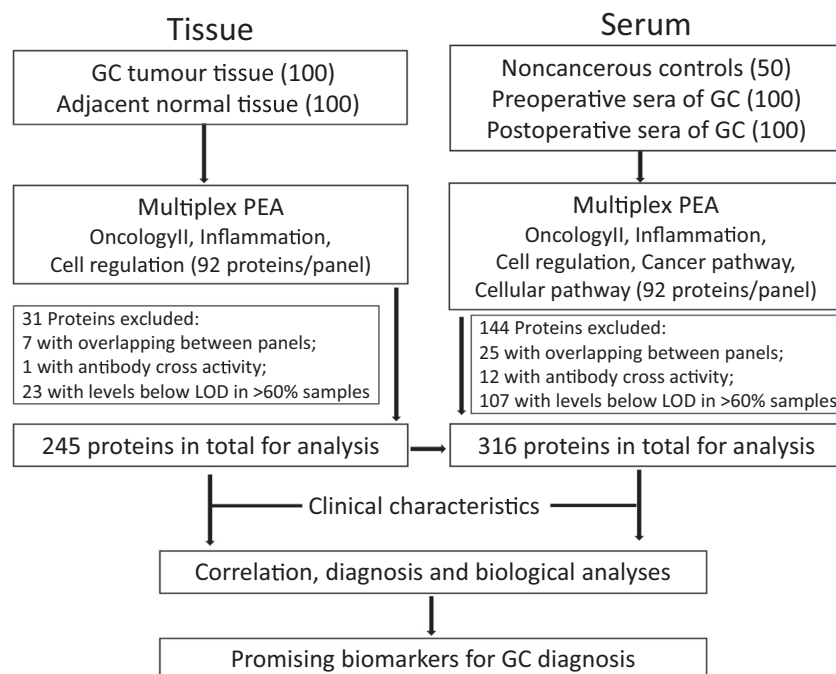 Tissue
GC tumour tissue (100)
Adjacent normal tissue (100)
Multiplex PEA
OncologyII, Inflammation,
Cell regulation (92 proteins/panel)
31 Proteins excluded:
7 with overlapping between panels;
1 with antibody cross activity;
23 with levels below LOD in >60% samples
245 proteins in total for analysis
Serum
Noncancerous controls (50)
Preoperative sera of GC (100)
Postoperative sera of GC (100)
Multiplex PEA
OncologyII, Inflammation,
Cell regulation, Cancer pathway,
Cellular pathway (92 proteins/panel)
144 Proteins excluded:
25 with overlapping between panels;
12 with antibody cross activity;
107 with levels below LOD in >60% samples
316 proteins in total for analysis
Clinical characteristics
Correlation, diagnosis and biological analyses
Promising biomarkers for GC diagnosis